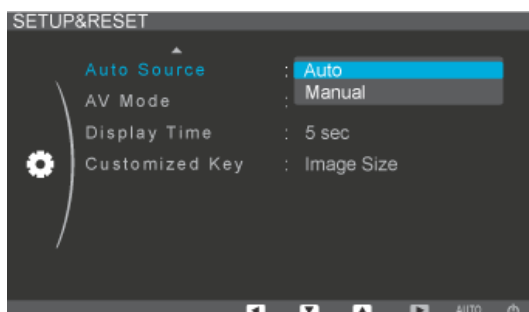 SETUP&RESET
Auto Source : Auto
Manual
AV Mode :
Display Time : 5 sec
Customized Key : Image Size
AUTO